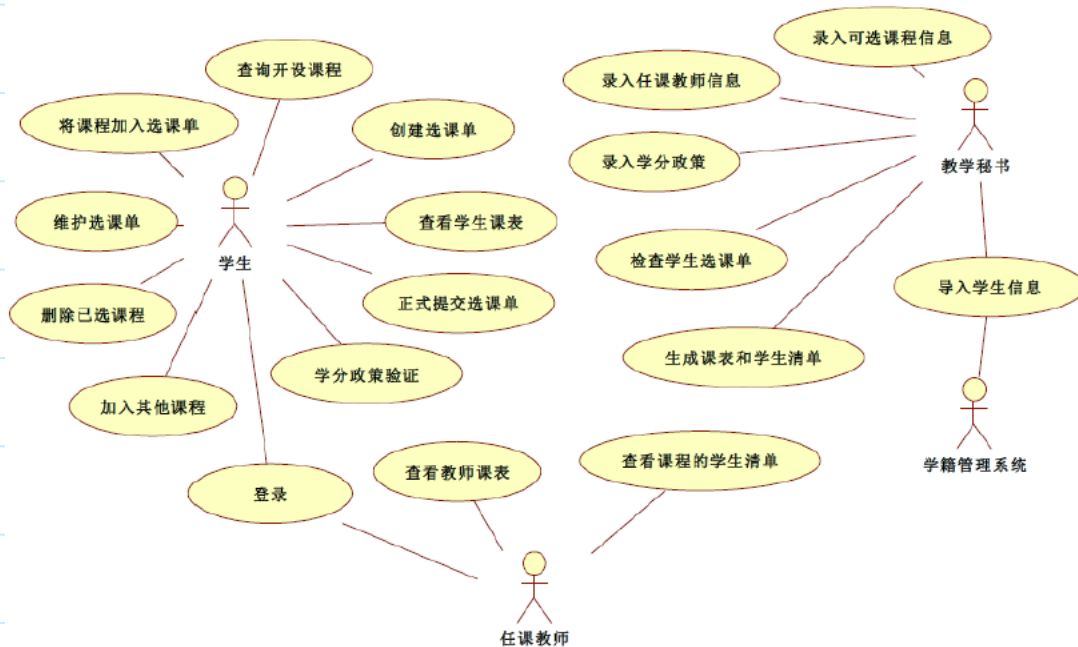 录入可选课程信息
查询开设课程
录入任课教师信息
将课程加入选课单
创建选课单
录入学分政策
教学秘书
维护选课单
查看学生课表
学生
检查学生选课单
导入学生信息
正式提交选课单
删除已选课程
生成课表和学生清单
学分政策验证
加入其他课程
学籍管理系统
查看课程的学生清单
查看教师课表
登录
任课教师